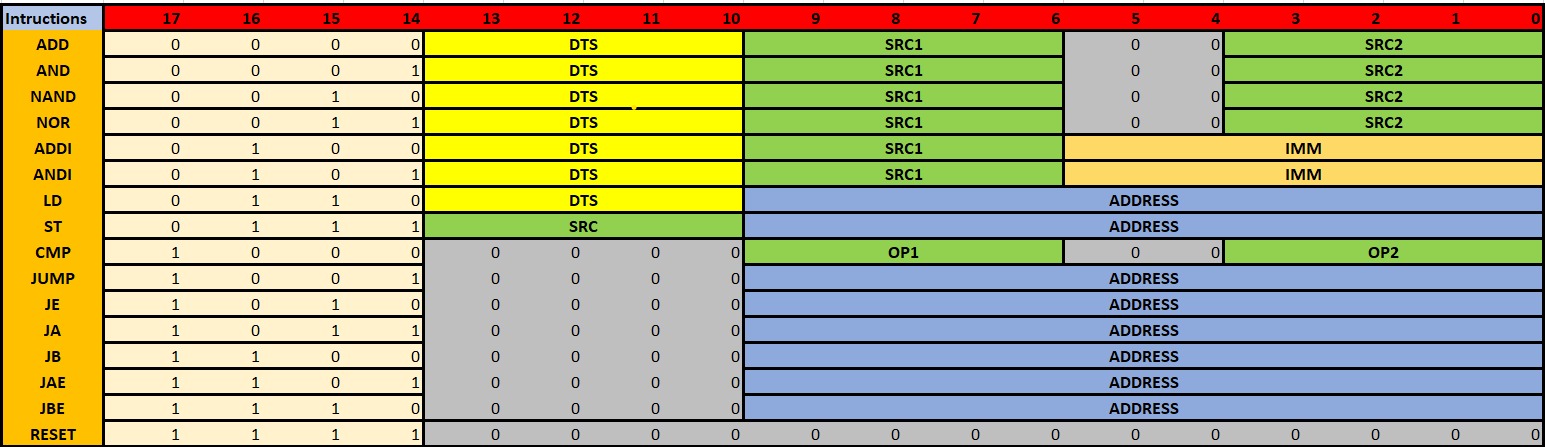 Intructions 17 16 15 14 13 12 11 10 9 8 7 6 5 4 3 2 1 0
ADD 0 0 0 0 DTS SRC1 0 0 SRC2
AND 0 0 0 1 DTS SRC1 0 0 SRC2
NAND 0 0 1 0 DTS SRC1 0 0 SRC2
NOR 0 0 1 1 DTS SRC1 0 0 SRC2
ADDI 0 1 0 0 DTS SRC1 IMM
ANDI 0 1 0 1 DTS SRC1 IMM
LD 0 1 1 0 DTS ADDRESS
ST 0 1 1 1 SRC ADDRESS
CMP 1 0 0 0 0 0 0 0 OP1 0 0 OP2
JUMP 1 0 0 1 0 0 0 0 ADDRESS
JE 1 0 1 0 0 0 0 0 ADDRESS
JA 1 0 1 1 0 0 0 0 ADDRESS
JB 1 1 0 0 0 0 0 0 ADDRESS
JAE 1 1 0 1 0 0 0 0 ADDRESS
JBE 1 1 1 0 0 0 0 0 ADDRESS
RESET 1 1 1 1 0 0 0 0 0 0 0 0 0 0 0 0 0 0